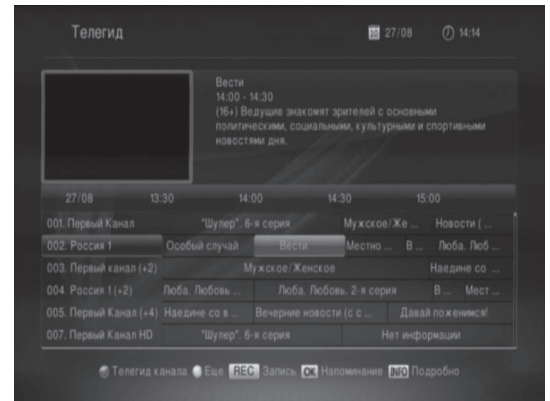 Телегид 27/08 14:14
Вести
14:00 - 14:30
(16+) Ведущие знакомят зрителей с основными
политическими, социальными, культурными и спортивными
новостями дня.
27/08 13:30 14:00 14:30 15:00
001. Первый Канал "Шулер". 6-я серия Мужское/Же ... Новости ( ...
002. Россия 1 Особый случай Вести Местно ... В ... Люба. Люб ...
003. Первый канал (+2) Мужское/Женское Наедине со ...
004. Россия 1 (+2) Люба. Любовь ... Люба. Любовь. 2-я серия В ... Мест ...
005. Первый Канал (+4) Наедине со в ... Вечерние новости (с с ... Давай поженимся!
007. Первый Канал HD "Шулер". 6-я серия Нет информации
Телегид канала Еще REC Запись OK Напоминание INFO Подробно